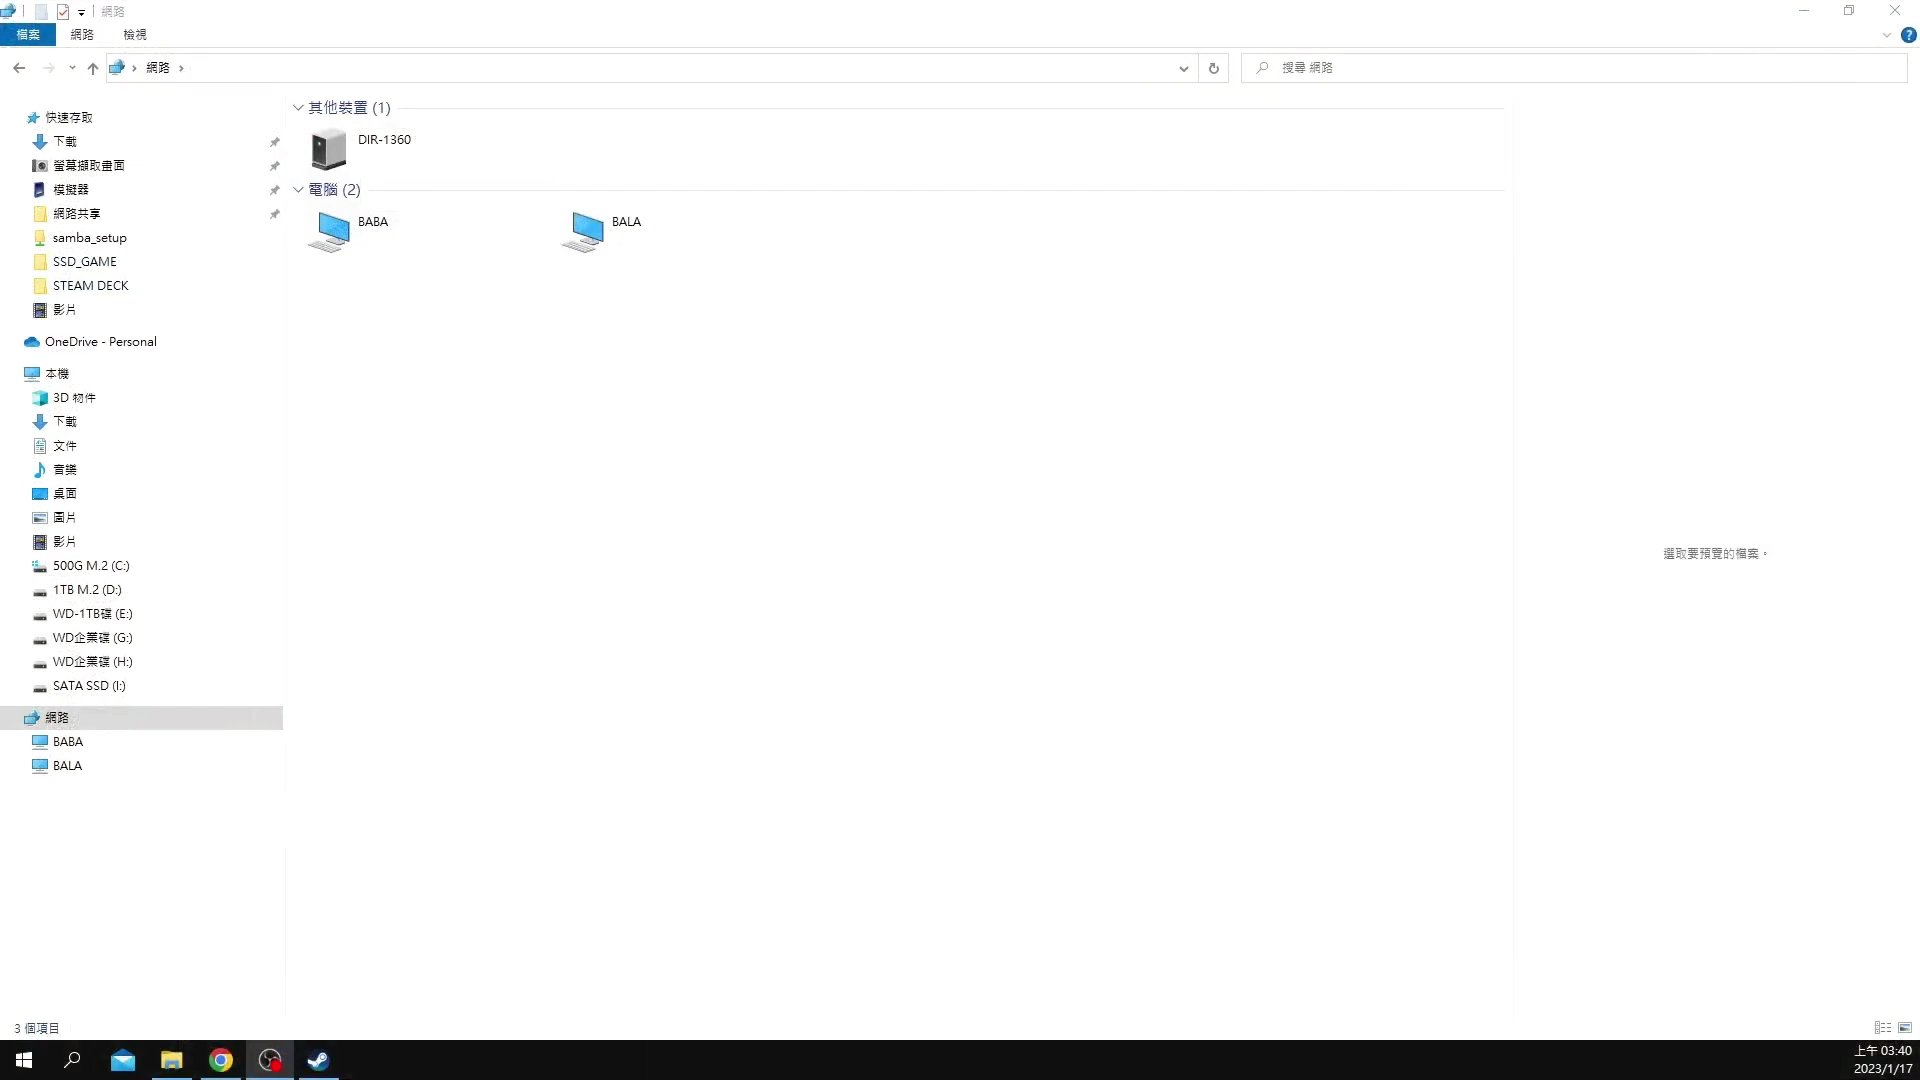 網路
檔案
網路
檢視
網路
搜尋 網路
快速存取
下載
螢幕擷取畫面
模擬器
網路共享
samba_setup
SSD_GAME
STEAM DECK
影片
OneDrive - Personal
本機
3D 物件
下載
文件
音樂
桌面
圖片
影片
500G M.2 (C:)
1TB M.2 (D:)
WD-1TB碟 (E:)
WD企業碟 (G:)
WD企業碟 (H:)
SATA SSD (I:)
網路
BABA
BALA
其他裝置 (1)
DIR-1360
電腦 (2)
BABA
BALA
選取要預覽的檔案。
3 個項目
上午 03:40
2023/1/17